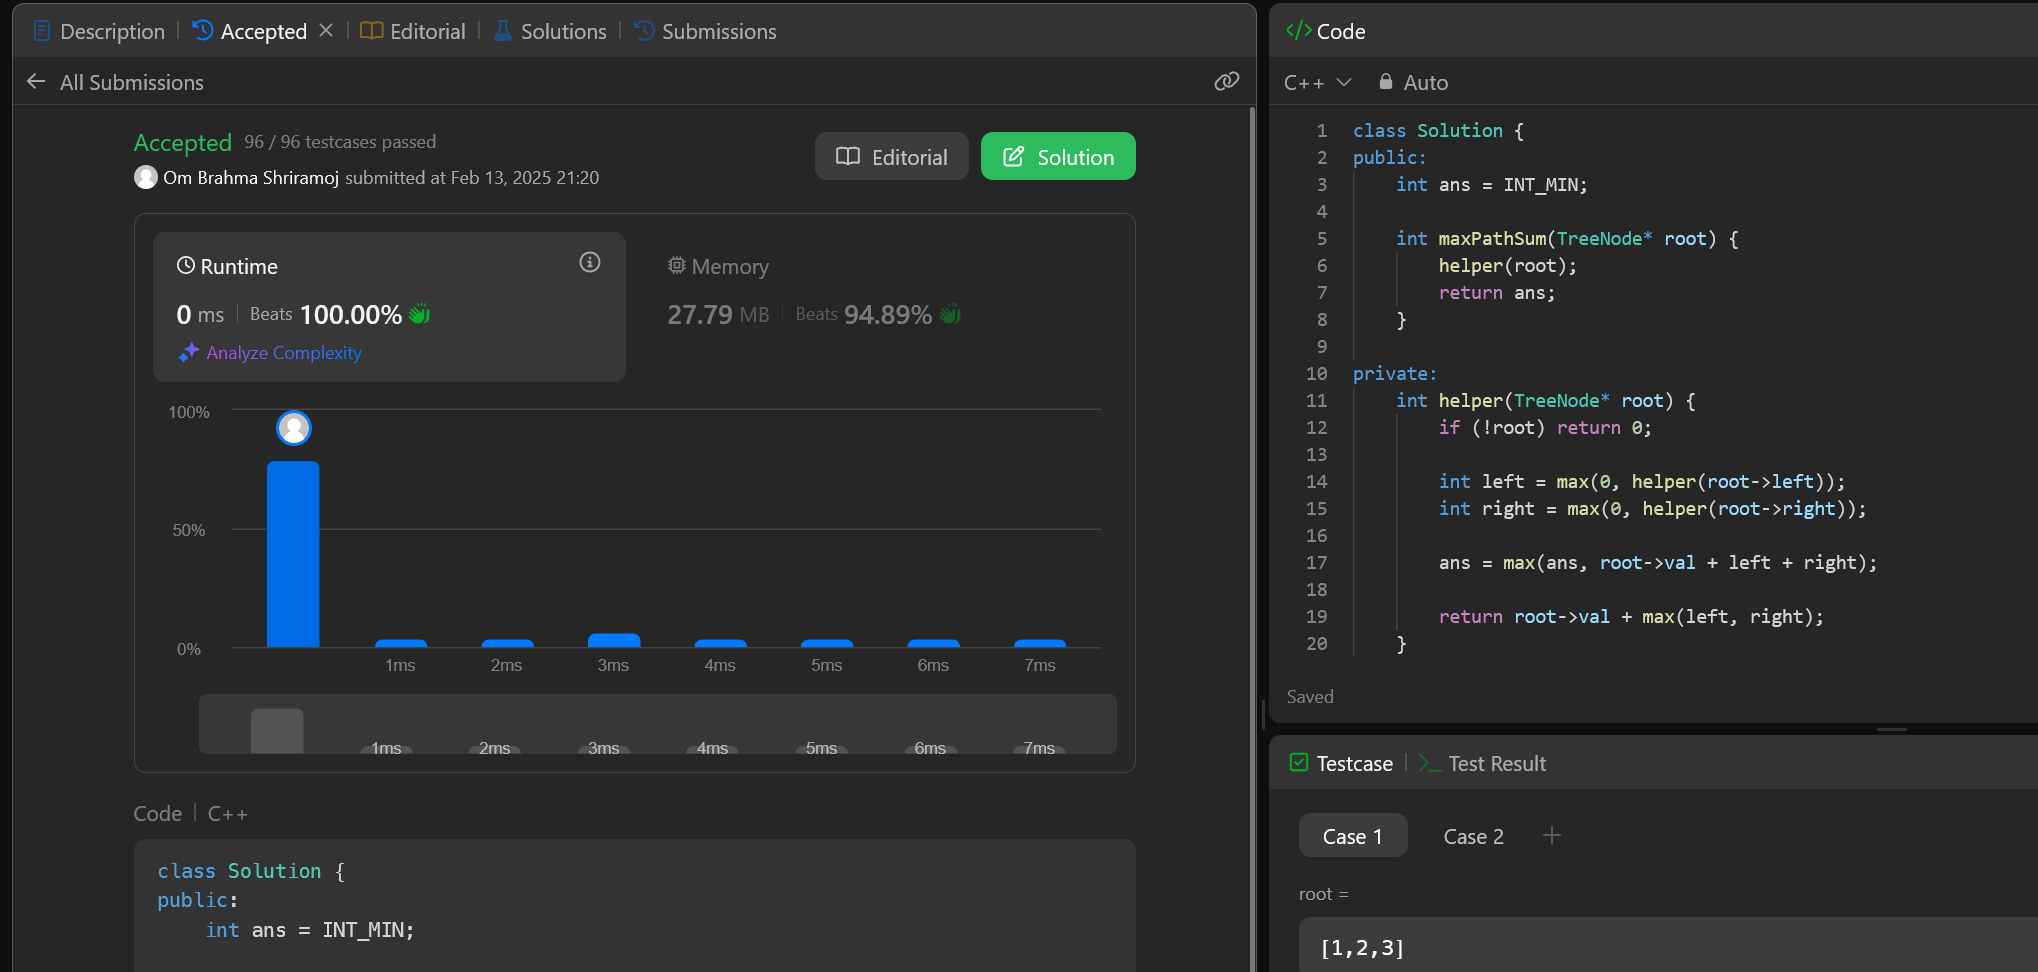 Description | Accepted × | Editorial | Solutions | Submissions
All Submissions
Accepted 96 / 96 testcases passed
Om Brahma Shriramoj submitted at Feb 13, 2025 21:20
Editorial
Solution
Runtime
0 ms | Beats 100.00%
Analyze Complexity
Memory
27.79 MB | Beats 94.89%
100%
50%
0%
1ms 2ms 3ms 4ms 5ms 6ms 7ms
1ms 2ms 3ms 4ms 5ms 6ms 7ms
Code | C++
class Solution {
public:
    int ans = INT_MIN;
</> Code
C++ Auto
1 class Solution {
2 public:
3     int ans = INT_MIN;
4
5     int maxPathSum(TreeNode* root) {
6         helper(root);
7         return ans;
8     }
9
10 private:
11     int helper(TreeNode* root) {
12         if (!root) return 0;
13
14         int left = max(0, helper(root->left));
15         int right = max(0, helper(root->right));
16
17         ans = max(ans, root->val + left + right);
18
19         return root->val + max(left, right);
20     }
Saved
Testcase | >_ Test Result
Case 1 Case 2 +
root =
[1,2,3]